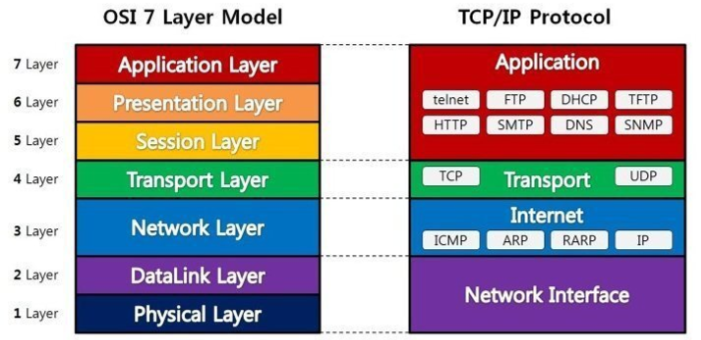 OSI 7 Layer Model
TCP/IP Protocol
7 Layer
Application Layer
Application
6 Layer
Presentation Layer
telnet FTP DHCP TFTP
HTTP SMTP DNS SNMP
5 Layer
Session Layer
4 Layer
Transport Layer
TCP Transport UDP
3 Layer
Network Layer
Internet
ICMP ARP RARP IP
2 Layer
DataLink Layer
Network Interface
1 Layer
Physical Layer